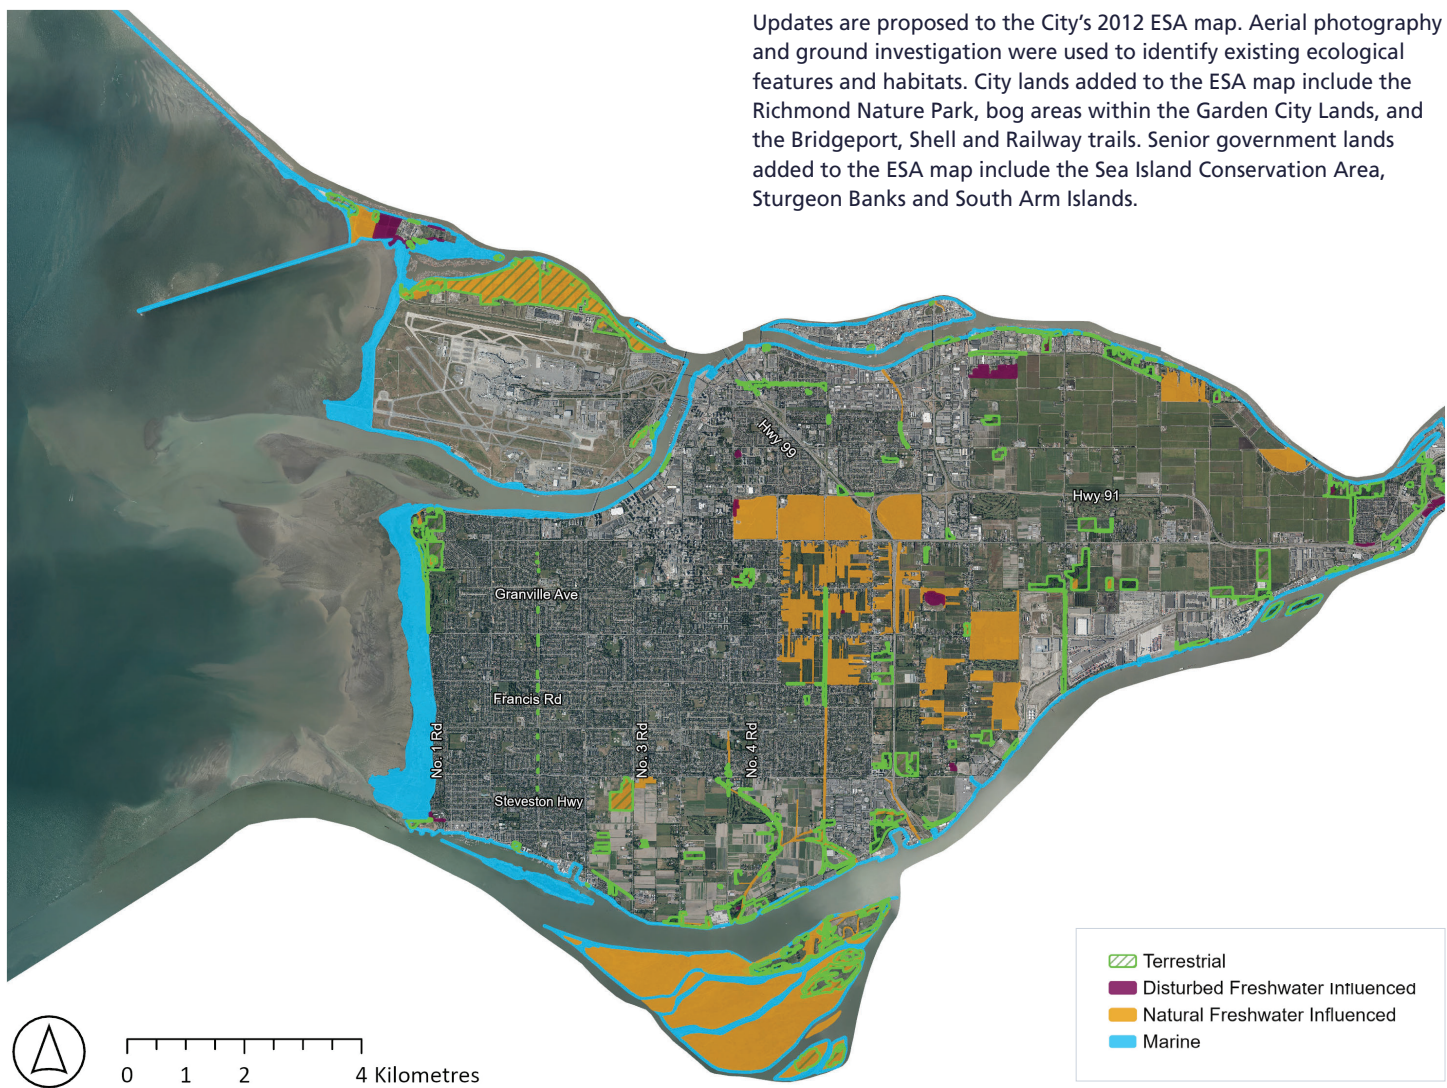 Updates are proposed to the City’s 2012 ESA map. Aerial photography
and ground investigation were used to identify existing ecological
features and habitats. City lands added to the ESA map include the
Richmond Nature Park, bog areas within the Garden City Lands, and
the Bridgeport, Shell and Railway trails. Senior government lands
added to the ESA map include the Sea Island Conservation Area,
Sturgeon Banks and South Arm Islands.
Hwy 99
Hwy 91
Granville Ave
Francis Rd
No. 1 Rd
No. 3 Rd
No. 4 Rd
Steveston Hwy
Terrestrial
Disturbed Freshwater Influenced
Natural Freshwater Influenced
Marine
0 1 2 4 Kilometres